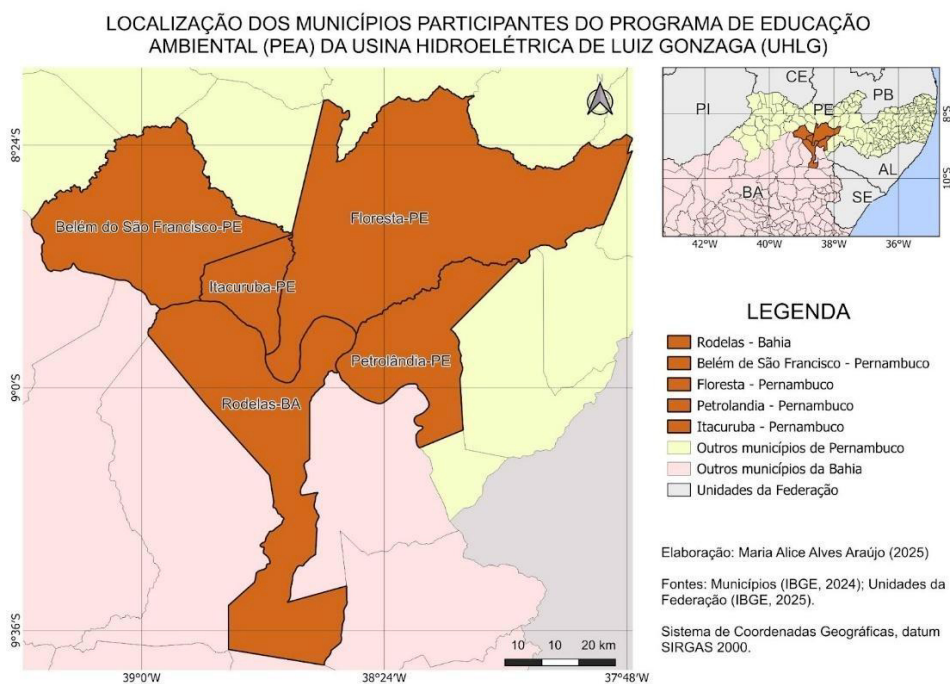 LOCALIZAÇÃO DOS MUNICÍPIOS PARTICIPANTES DO PROGRAMA DE EDUCAÇÃO
AMBIENTAL (PEA) DA USINA HIDROELÉTRICA DE LUIZ GONZAGA (UHLG)
N
8°24'S
9°0'S
9°36'S
39°0'W
38°24'W
37°48'W
Belém do São Francisco-PE
Floresta-PE
Itacuruba-PE
Petrolândia-PE
Rodelas-BA
10 10 20 km
CE
PI
PE
PB
AL
BA
SE
8°S
10°S
42°W 40°W 38°W 36°W
LEGENDA
Rodelas - Bahia
Belém de São Francisco - Pernambuco
Floresta - Pernambuco
Petrolandia - Pernambuco
Itacuruba - Pernambuco
Outros municípios de Pernambuco
Outros municípios da Bahia
Unidades da Federação
Elaboração: Maria Alice Alves Araújo (2025)
Fontes: Municípios (IBGE, 2024); Unidades da
Federação (IBGE, 2025).
Sistema de Coordenadas Geográficas, datum
SIRGAS 2000.